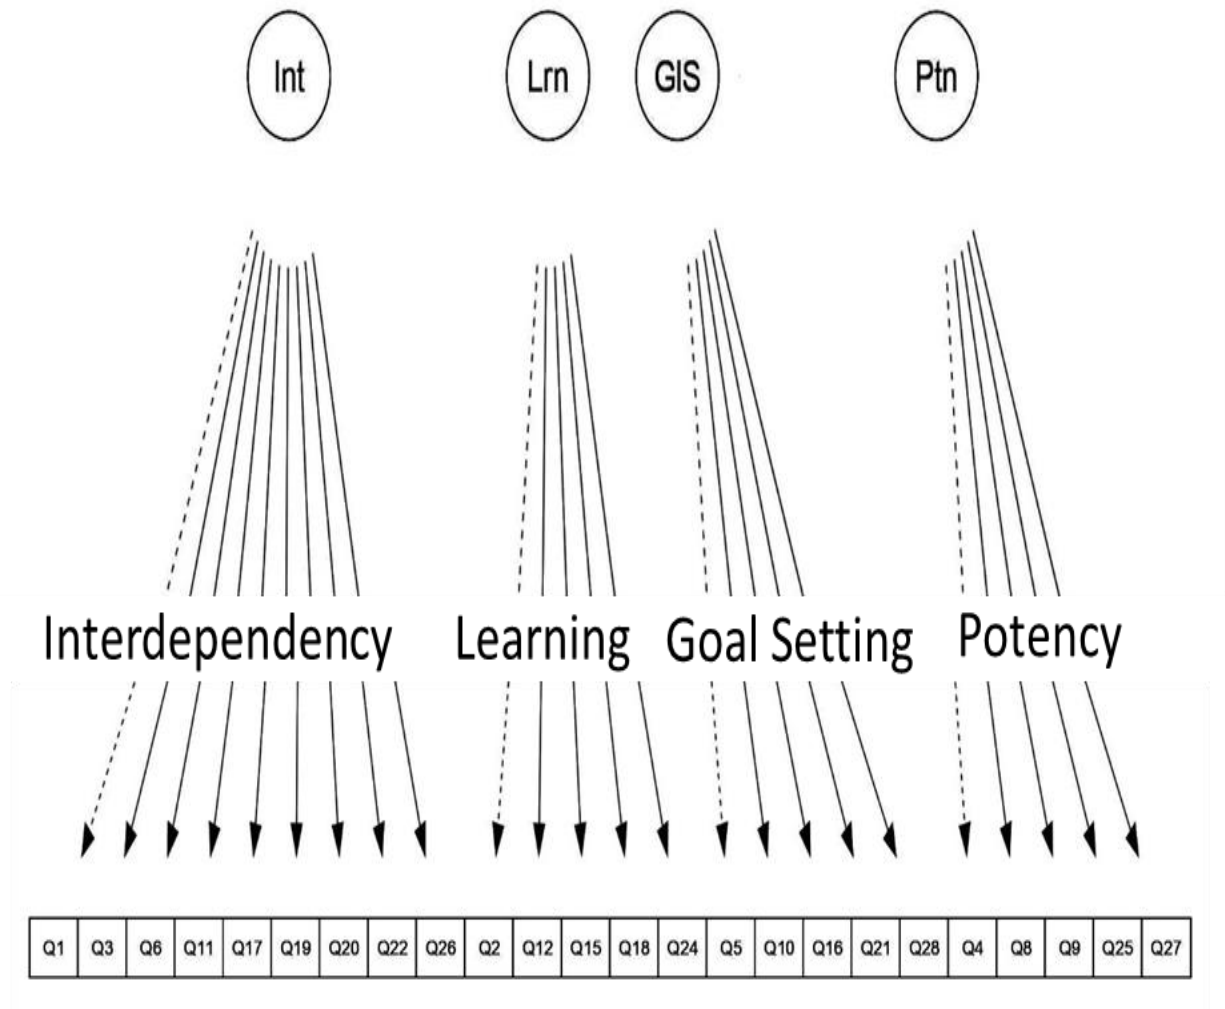 Int Lrn GIS Ptn
Interdependency Learning Goal Setting Potency
Q1 Q3 Q6 Q11 Q17 Q19 Q20 Q22 Q26 Q2 Q12 Q15 Q18 Q24 Q5 Q10 Q16 Q21 Q28 Q4 Q8 Q9 Q25 Q27